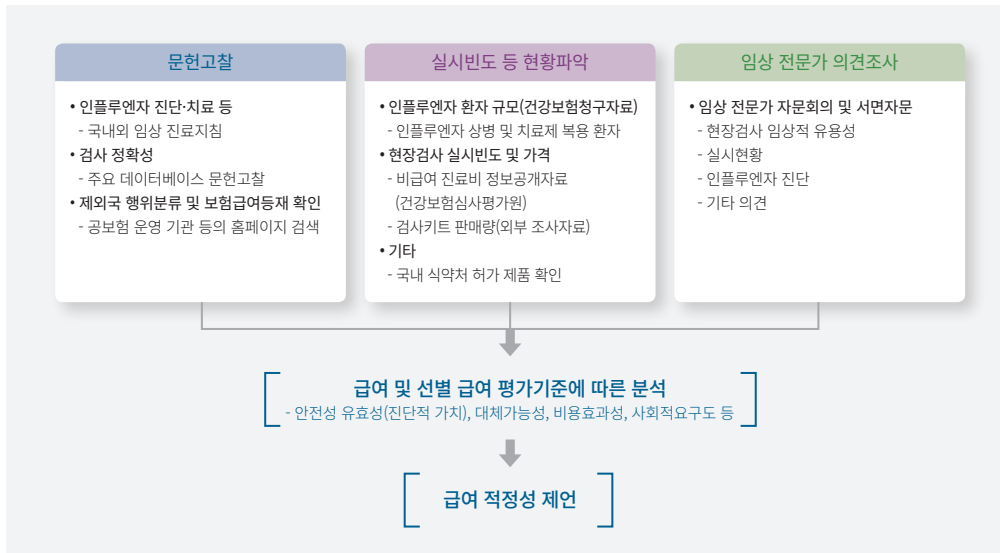 문헌고찰
• 인플루엔자 진단·치료 등
- 국내외 임상 진료지침
• 검사 정확성
- 주요 데이터베이스 문헌고찰
• 제외국 행위분류 및 보험급여등재 확인
- 공보험 운영 기관 등의 홈페이지 검색
실시빈도 등 현황파악
• 인플루엔자 환자 규모(건강보험청구자료)
- 인플루엔자 상병 및 치료제 복용 환자
• 현장검사 실시빈도 및 가격
- 비급여 진료비 정보공개자료
(건강보험심사평가원)
- 검사키트 판매량(외부 조사자료)
• 기타
- 국내 식약처 허가 제품 확인
임상 전문가 의견조사
• 임상 전문가 자문회의 및 서면자문
- 현장검사 임상적 유용성
- 실시현황
- 인플루엔자 진단
- 기타 의견
급여 및 선별 급여 평가기준에 따른 분석
- 안전성 유효성(진단적 가치), 대체가능성, 비용효과성, 사회적요구도 등
급여 적정성 제언